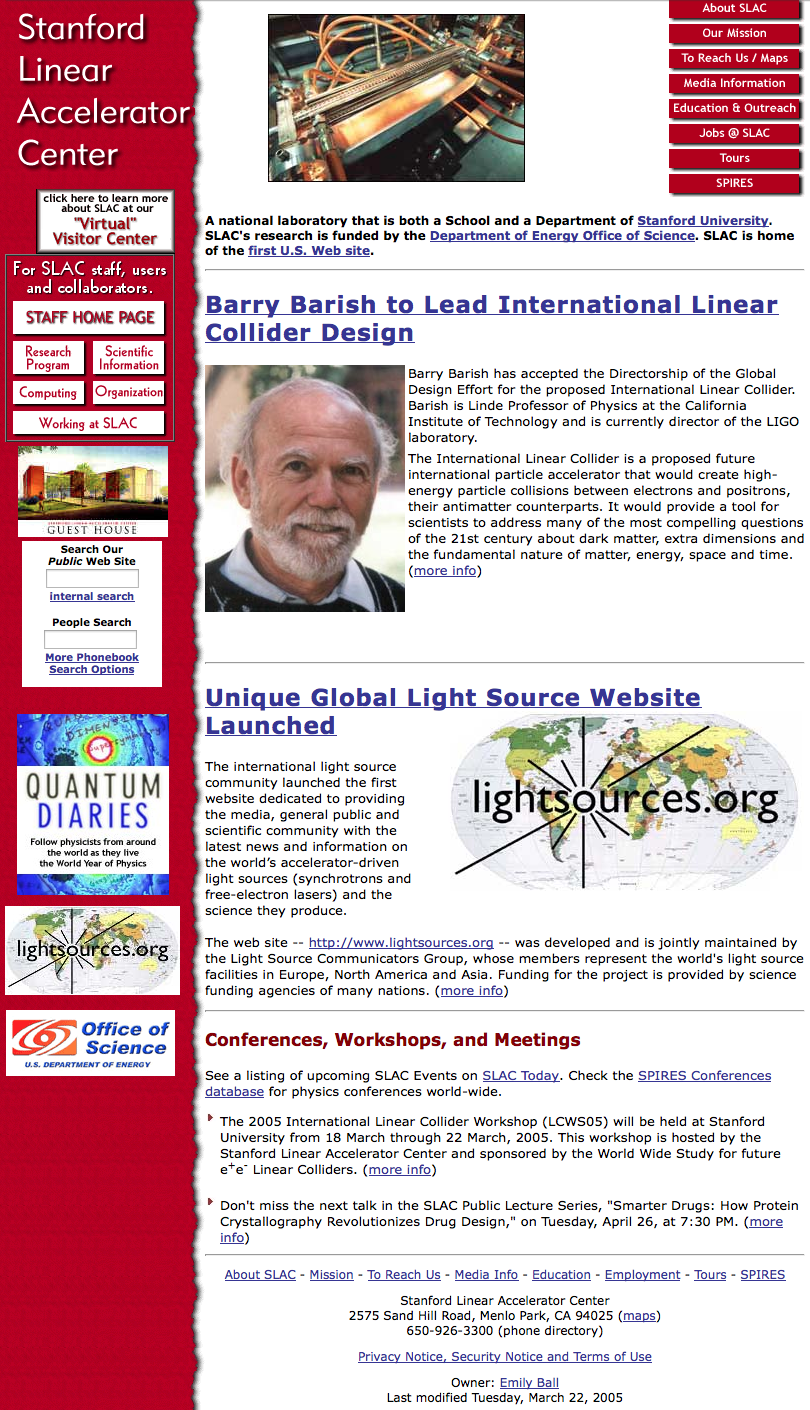 Stanford
Linear
Accelerator
Center
click here to learn more
about SLAC at our
"Virtual"
Visitor Center
For SLAC staff, users
and collaborators.
STAFF HOME PAGE
Research
Program
Scientific
Information
Computing
Organization
Working at SLAC
GUEST HOUSE
Search Our
Public Web Site
internal search
People Search
More Phonebook
Search Options
DIMENSION
Supersymmetry
QUANTUM
DIARIES
Follow physicists from around
the world as they live
the World Year of Physics
lightsources.org
Office of
Science
U.S. DEPARTMENT OF ENERGY
About SLAC
Our Mission
To Reach Us / Maps
Media Information
Education & Outreach
Jobs @ SLAC
Tours
SPIRES
A national laboratory that is both a School and a Department of Stanford University.
SLAC's research is funded by the Department of Energy Office of Science. SLAC is home
of the first U.S. Web site.
Barry Barish to Lead International Linear
Collider Design
Barry Barish has accepted the Directorship of the Global
Design Effort for the proposed International Linear Collider.
Barish is Linde Professor of Physics at the California
Institute of Technology and is currently director of the LIGO
laboratory.
The International Linear Collider is a proposed future
international particle accelerator that would create high-
energy particle collisions between electrons and positrons,
their antimatter counterparts. It would provide a tool for
scientists to address many of the most compelling questions
of the 21st century about dark matter, extra dimensions and
the fundamental nature of matter, energy, space and time.
(more info)
Unique Global Light Source Website
Launched
lightsources.org
The international light source
community launched the first
website dedicated to providing
the media, general public and
scientific community with the
latest news and information on
the world’s accelerator-driven
light sources (synchrotrons and
free-electron lasers) and the
science they produce.
The web site -- http://www.lightsources.org -- was developed and is jointly maintained by
the Light Source Communicators Group, whose members represent the world's light source
facilities in Europe, North America and Asia. Funding for the project is provided by science
funding agencies of many nations. (more info)
Conferences, Workshops, and Meetings
See a listing of upcoming SLAC Events on SLAC Today. Check the SPIRES Conferences
database for physics conferences world-wide.
The 2005 International Linear Collider Workshop (LCWS05) will be held at Stanford
University from 18 March through 22 March, 2005. This workshop is hosted by the
Stanford Linear Accelerator Center and sponsored by the World Wide Study for future
e+e- Linear Colliders. (more info)
Don't miss the next talk in the SLAC Public Lecture Series, "Smarter Drugs: How Protein
Crystallography Revolutionizes Drug Design," on Tuesday, April 26, at 7:30 PM. (more
info)
About SLAC - Mission - To Reach Us - Media Info - Education - Employment - Tours - SPIRES
Stanford Linear Accelerator Center
2575 Sand Hill Road, Menlo Park, CA 94025 (maps)
650-926-3300 (phone directory)
Privacy Notice, Security Notice and Terms of Use
Owner: Emily Ball
Last modified Tuesday, March 22, 2005